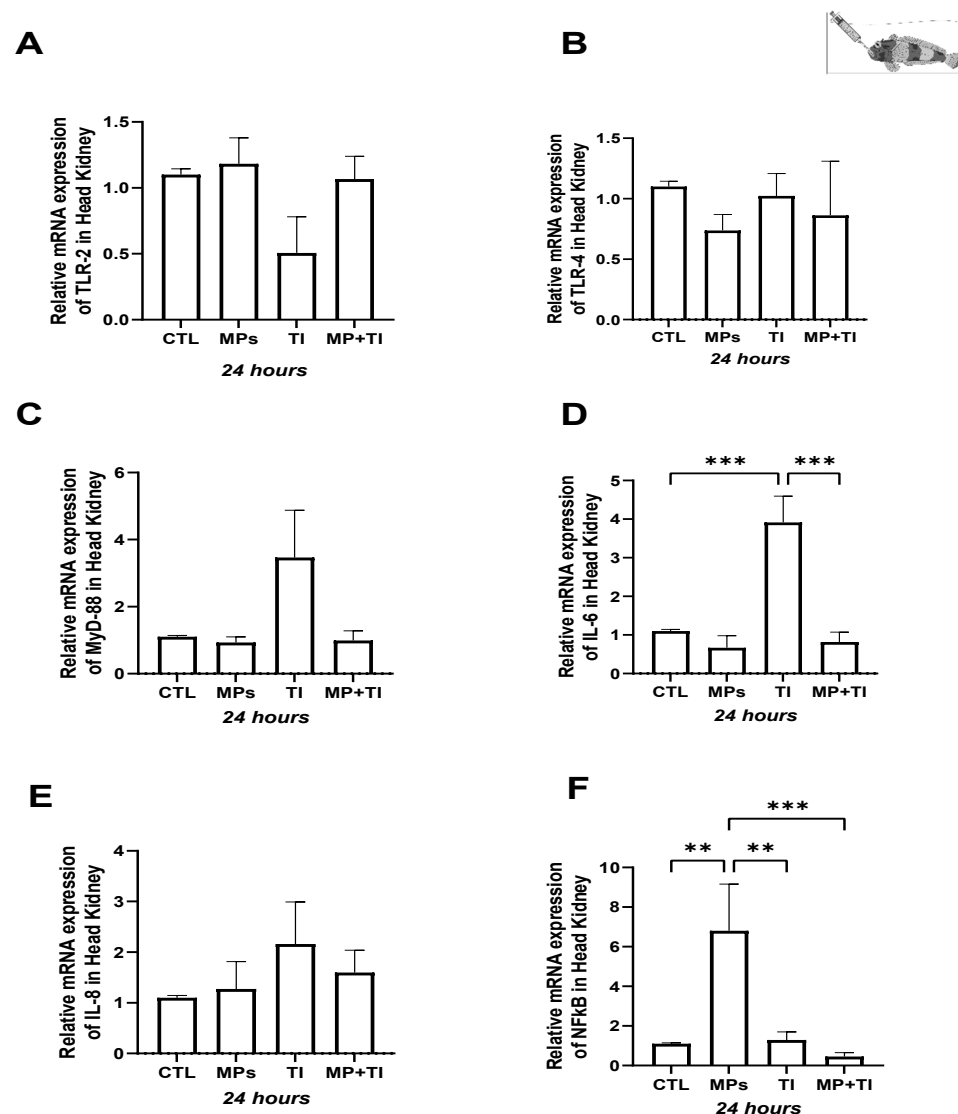 A
Relative mRNA expression
of TLR-2 in Head Kidney
1.5
1.0
0.5
0.0
CTL MPs TI MP+TI
24 hours
B
Relative mRNA expression
of TLR-4 in Head Kidney
1.5
1.0
0.5
0.0
CTL MPs TI MP+TI
24 hours
C
Relative mRNA expression
of MyD-88 in Head Kidney
6
4
2
0
CTL MPs TI MP+TI
24 hours
D
Relative mRNA expression
of IL-6 in Head Kidney
*** ***
5
4
3
2
1
0
CTL MPs TI MP+TI
24 hours
E
Relative mRNA expression
of IL-8 in Head Kidney
4
3
2
1
0
CTL MPs TI MP+TI
24 hours
F
Relative mRNA expression
of NFkB in Head Kidney
***
** **
10
8
6
4
2
0
CTL MPs TI MP+TI
24 hours